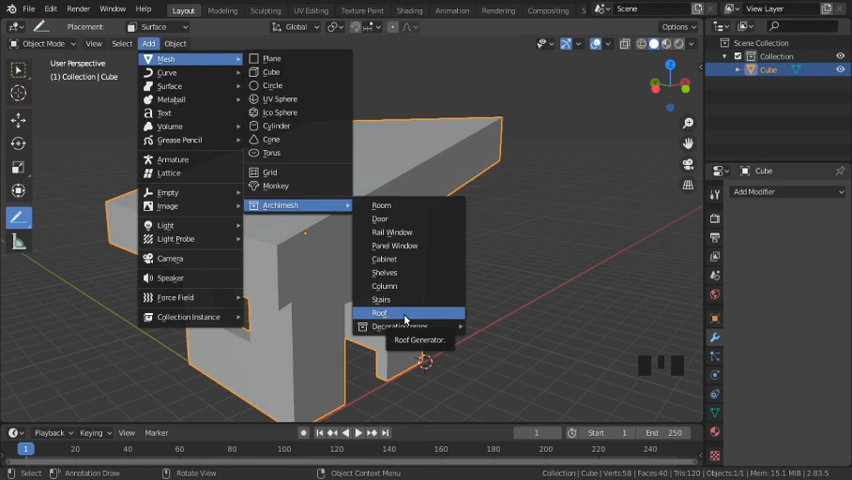 File Edit Render Window Help
Layout Modeling Sculpting UV Editing Texture Paint Shading Animation Rendering Compositing
Scene
View Layer
Placement: Surface
Global
Options
Object Mode View Select Add Object
User Perspective
(1) Collection | Cube
Mesh
Curve
Surface
Metaball
Text
Volume
Grease Pencil
Armature
Lattice
Empty
Image
Light
Light Probe
Camera
Speaker
Force Field
Collection Instance
Plane
Cube
Circle
UV Sphere
Ico Sphere
Cylinder
Cone
Torus
Grid
Monkey
Archimesh
Room
Door
Rail Window
Panel Window
Cabinet
Shelves
Column
Stairs
Roof
Roof Generator.
Z
Scene Collection
Collection
Cube
Cube
Add Modifier
Playback Keying View Marker
1
Start 1
End 250
1 20 40 60 80 100 120 140 160 180 200 220 240
Select Annotation Draw Rotate View Object Context Menu
Collection | Cube | Verts:58 | Faces:40 | Tris:120 | Objects:1/1 | Mem: 15.1 MiB | 2.83.5